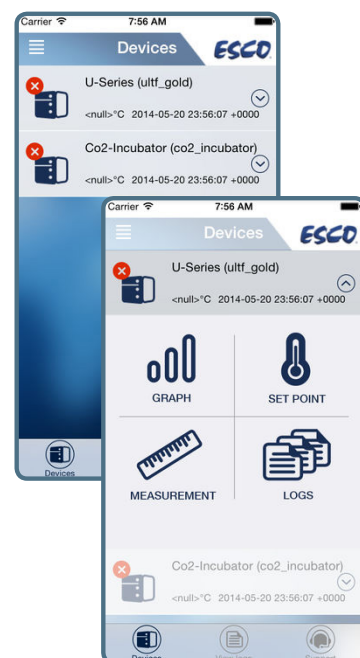 Carrier 7:56 AM
Devices ESCO
U-Series (ultf_gold)
<null>°C 2014-05-20 23:56:07 +0000
Co2-Incubator (co2_incubator)
<null>°C 2014-05-20 23:56:07 +0000
Devices
Carrier 7:56 AM
Devices ESCO
U-Series (ultf_gold)
<null>°C 2014-05-20 23:56:07 +0000
GRAPH SET POINT
MEASUREMENT LOGS
Co2-Incubator (co2_incubator)
<null>°C 2014-05-20 23:56:07 +0000
Devices